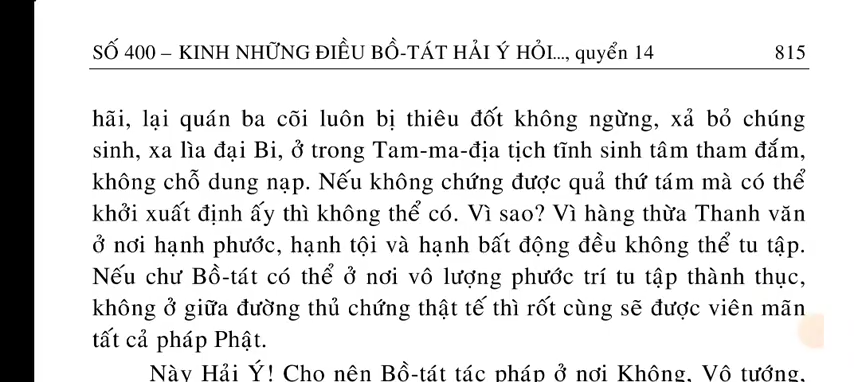 SỐ 400 – KINH NHỮNG ĐIỀU BỒ-TÁT HẢI Ý HỎI..., quyển 14 815
hãi, lại quán ba cõi luôn bị thiêu đốt không ngừng, xả bỏ chúng
sinh, xa lìa đại Bi, ở trong Tam-ma-địa tịch tĩnh sinh tâm tham đắm,
không chỗ dung nạp. Nếu không chứng được quả thứ tám mà có thể
khởi xuất định ấy thì không thể có. Vì sao? Vì hàng thừa Thanh văn
ở nơi hạnh phước, hạnh tội và hạnh bất động đều không thể tu tập.
Nếu chư Bồ-tát có thể ở nơi vô lượng phước trí tu tập thành thục,
không ở giữa đường thủ chứng thật tế thì rốt cùng sẽ được viên mãn
tất cả pháp Phật.
Này Hải Ý! Cho nên Bồ-tát tác pháp ở nơi Không, Vô tướng,